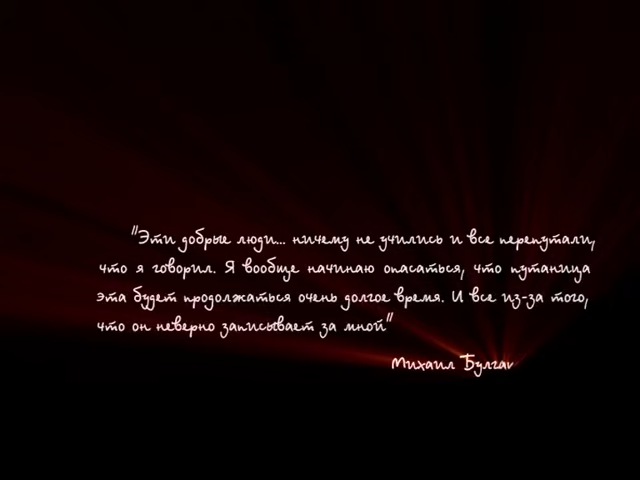 "Эти добрые люди... ничему не учились и все перепутали,
что я говорил. Я вообще начинаю опасаться, что путаница
эта будет продолжаться очень долгое время. И все из-за того,
что он неверно записывает за мной"
Михаил